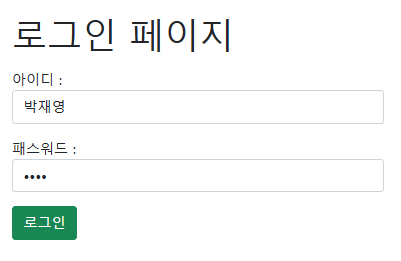 로그인 페이지
아이디 :
박재영
패스워드 :
••••
로그인